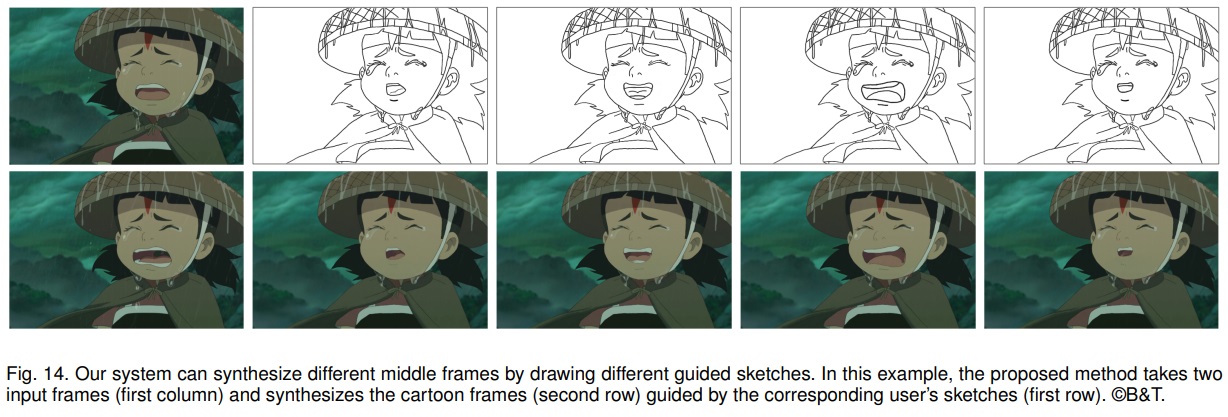 Fig. 14. Our system can synthesize different middle frames by drawing different guided sketches. In this example, the proposed method takes two
input frames (first column) and synthesizes the cartoon frames (second row) guided by the corresponding user's sketches (first row). ©B&T.